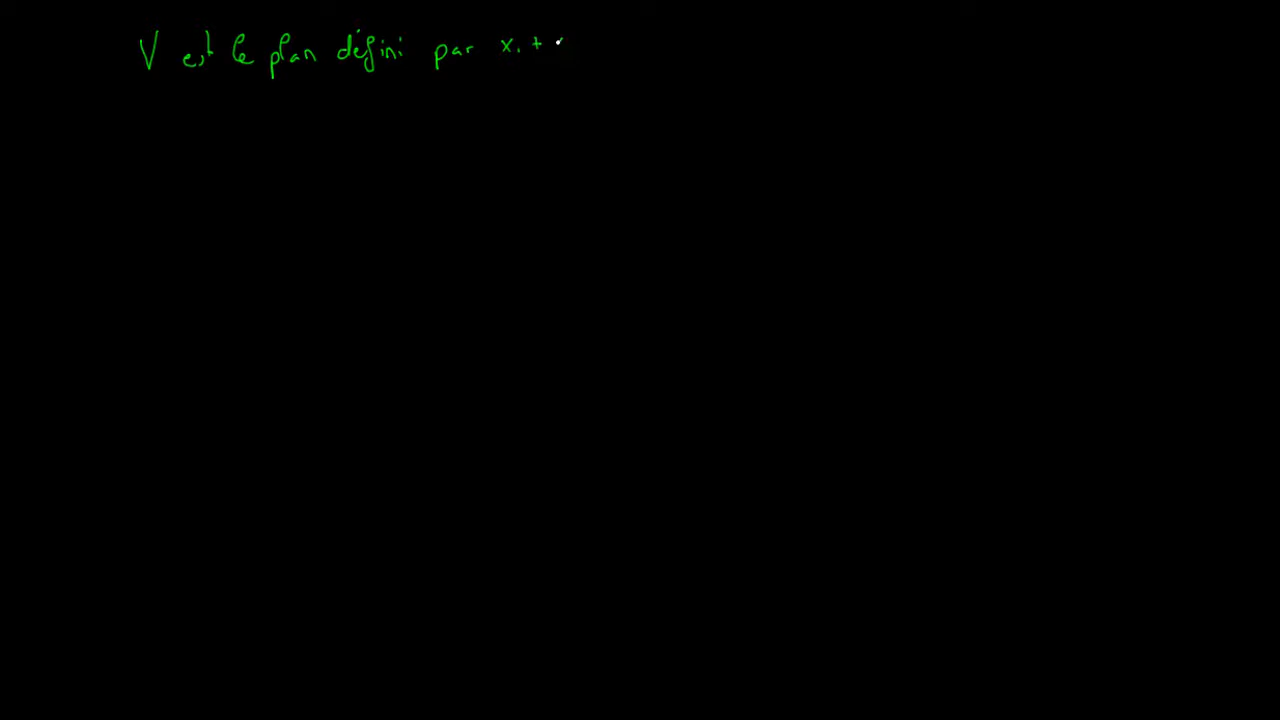 V est le plan défini par x₁ +